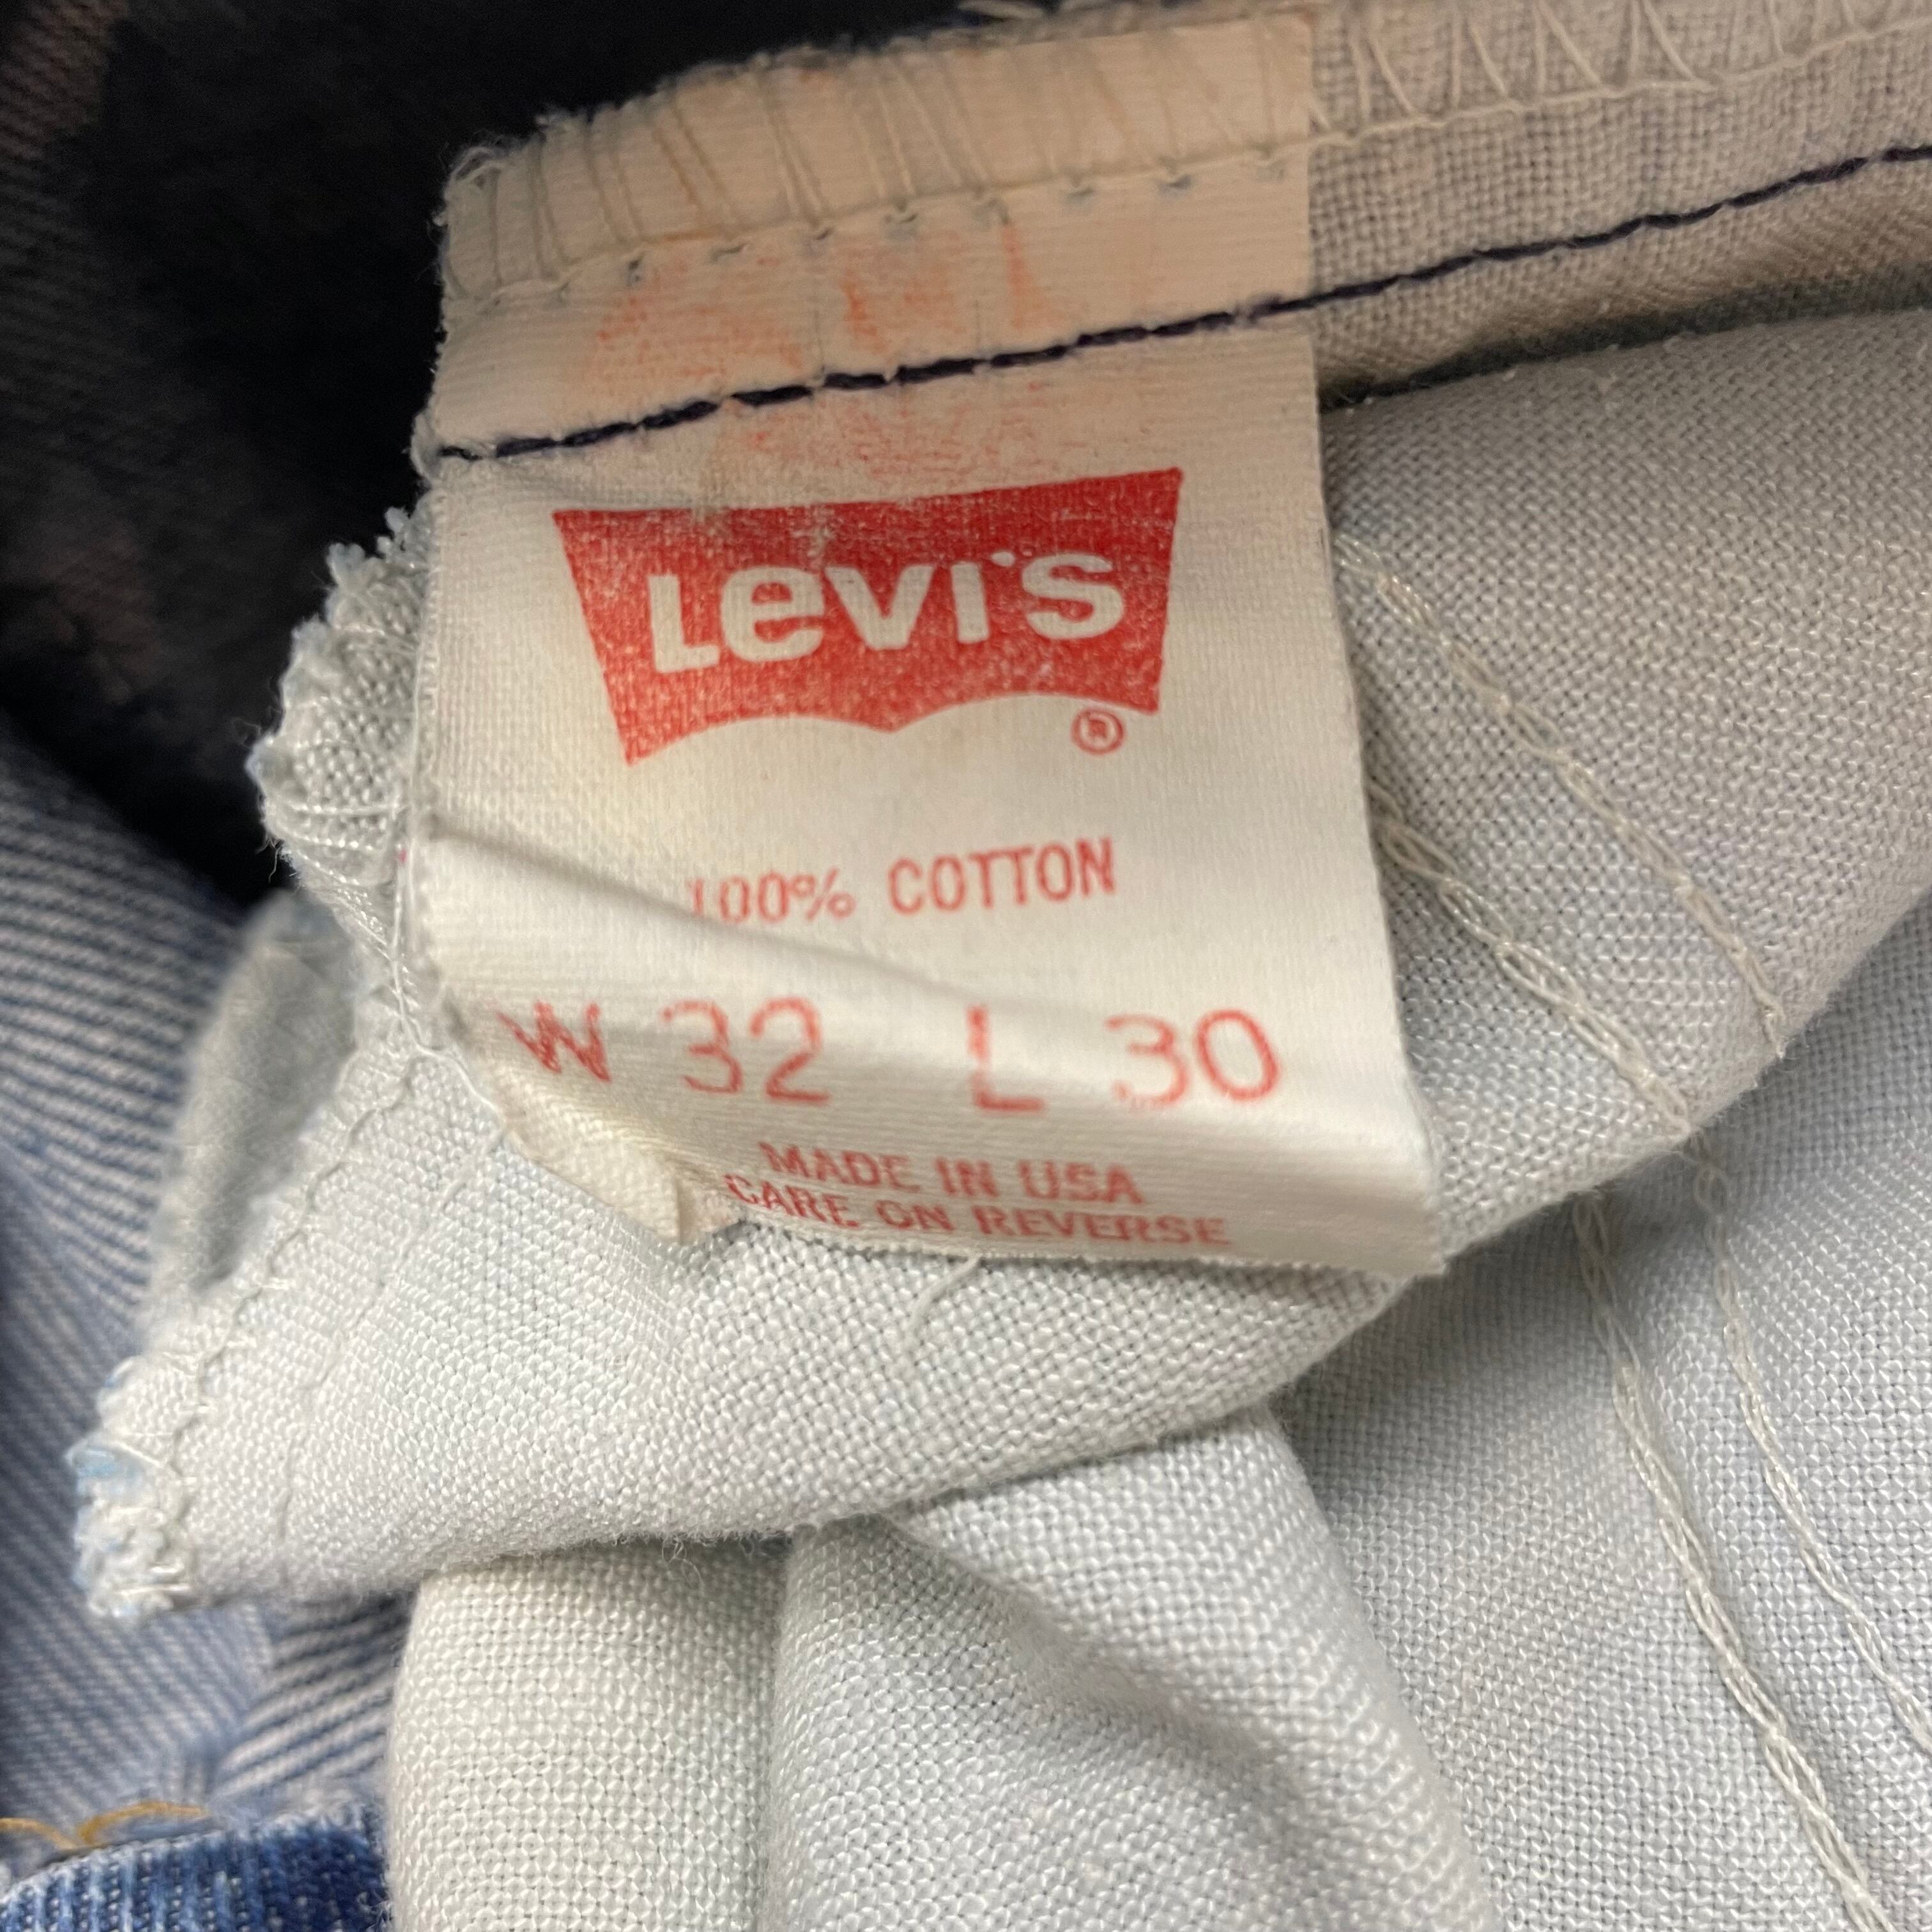 LEVI'S
®
100% COTTON
W 32 L 30
MADE IN USA
CARE ON REVERSE